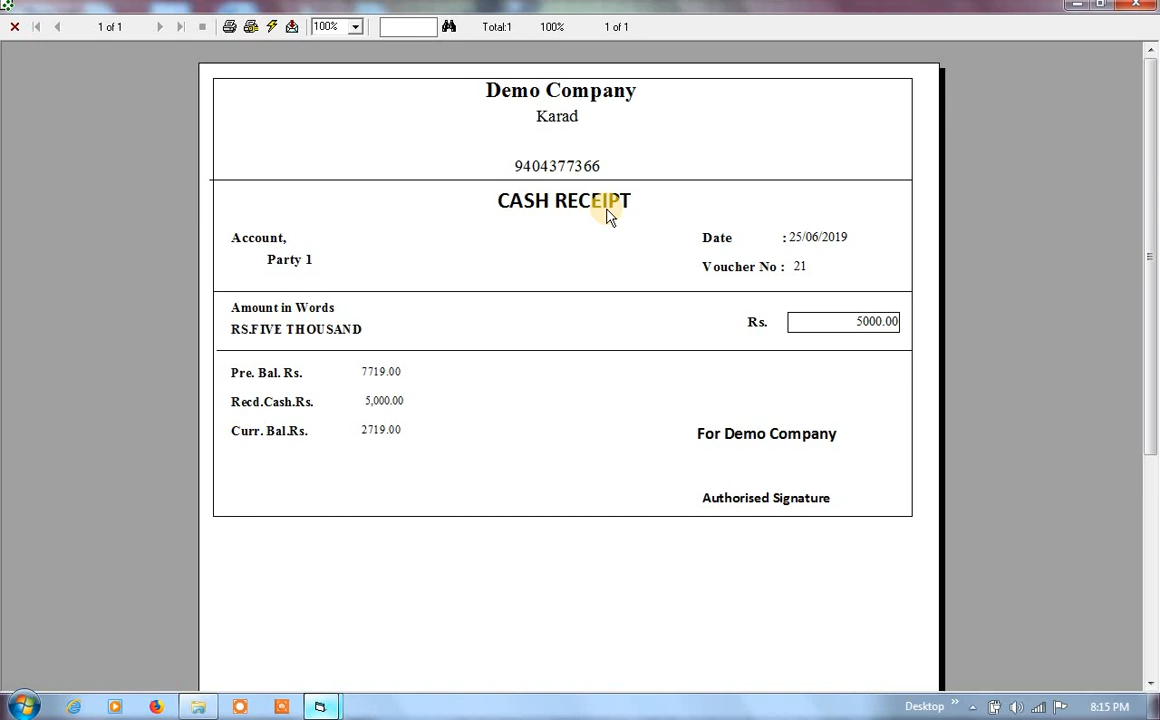 1 of 1 100% Total:1 100% 1 of 1
Demo Company
Karad
9404377366
CASH RECEIPT
Account, Date : 25/06/2019
Party 1
Voucher No : 21
Amount in Words
RS.FIVE THOUSAND Rs. 5000.00
Pre. Bal. Rs. 7719.00
Recd.Cash.Rs. 5,000.00
Curr. Bal.Rs. 2719.00
For Demo Company
Authorised Signature
Desktop 8:15 PM